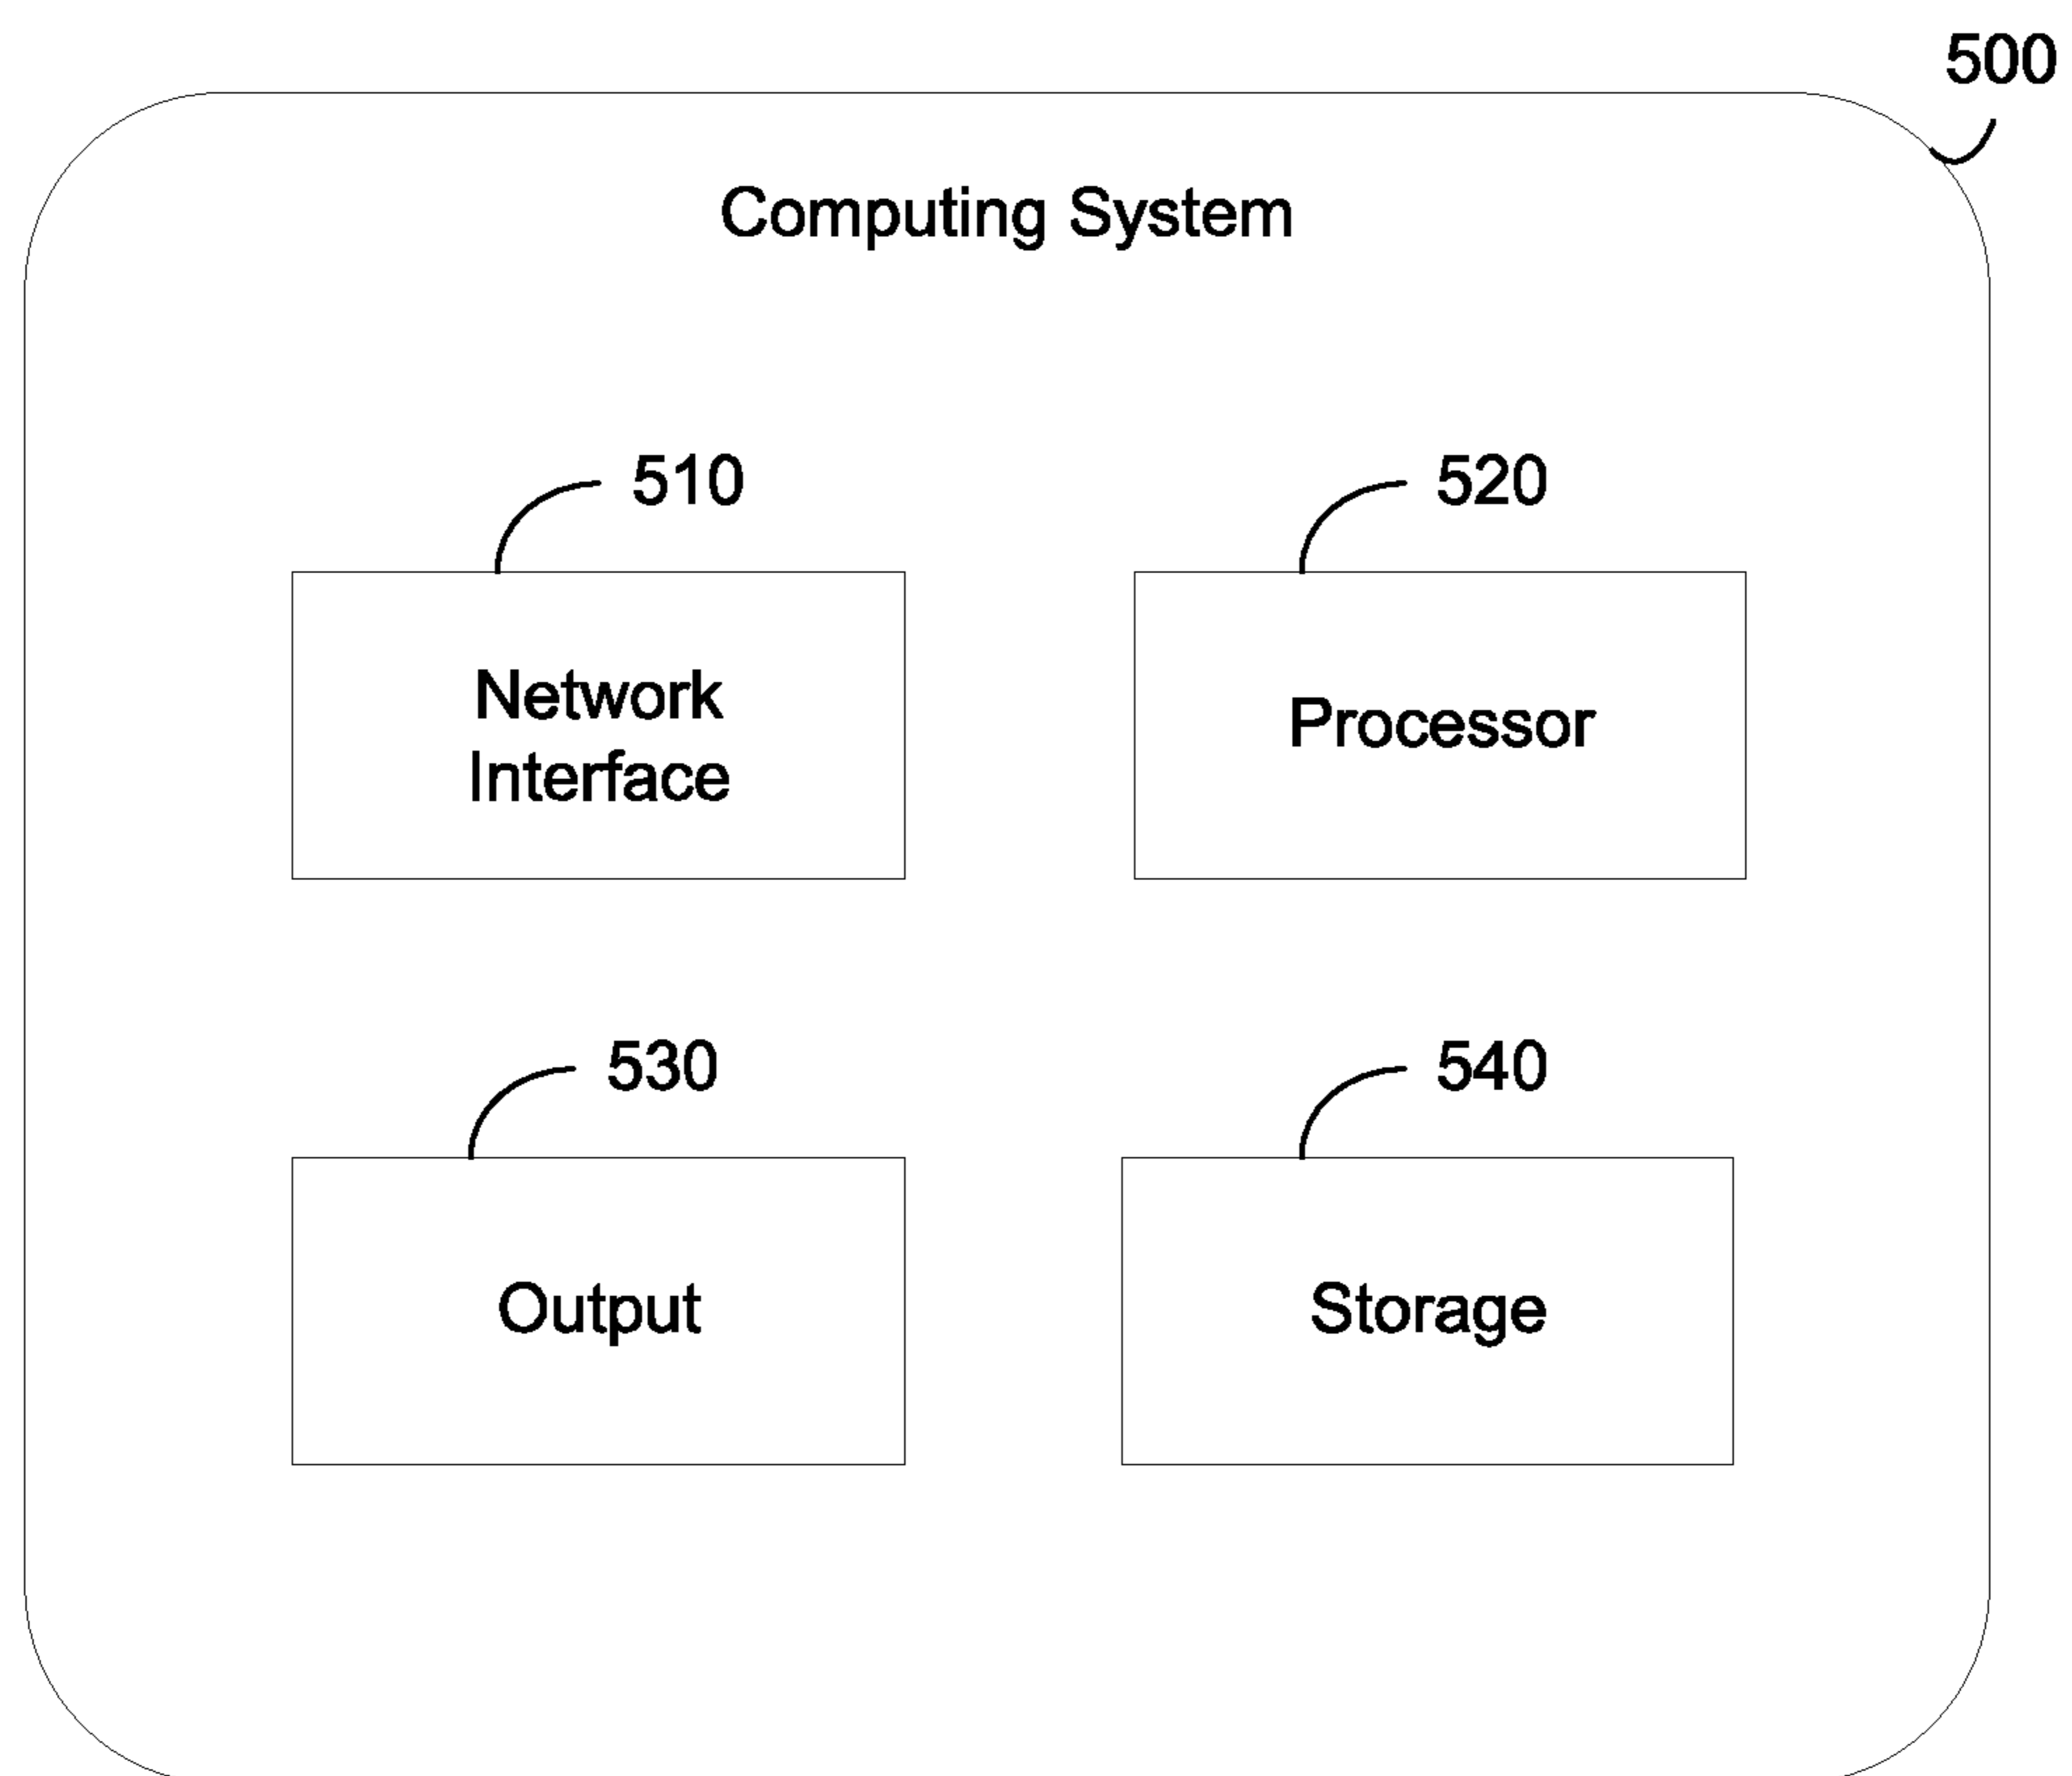 500
Computing System
510
520
Network
Interface
Processor
530
540
Output
Storage